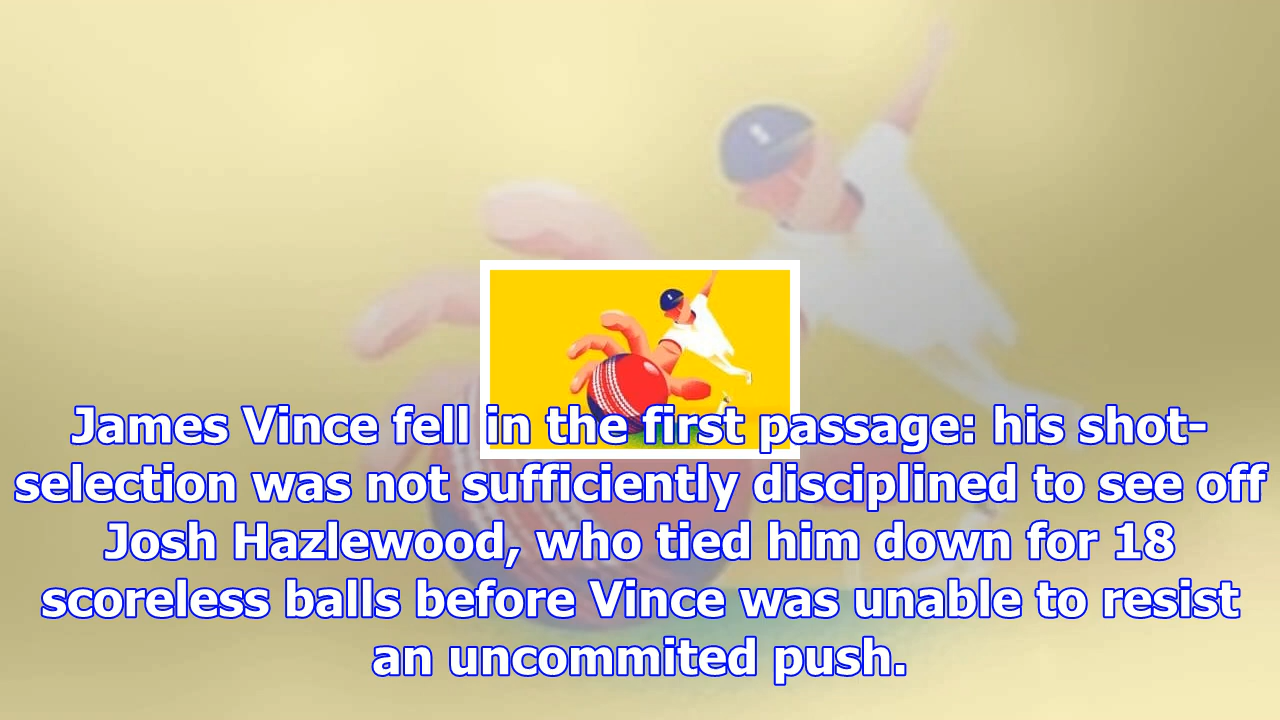 James Vince fell in the first passage: his shot-
selection was not sufficiently disciplined to see off
Josh Hazlewood, who tied him down for 18
scoreless balls before Vince was unable to resist
an uncommited push.